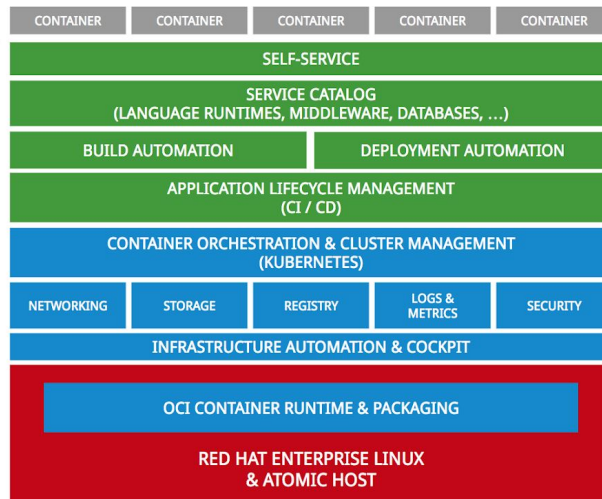 CONTAINER CONTAINER CONTAINER CONTAINER CONTAINER
SELF-SERVICE
SERVICE CATALOG
(LANGUAGE RUNTIMES, MIDDLEWARE, DATABASES, …)
BUILD AUTOMATION
DEPLOYMENT AUTOMATION
APPLICATION LIFECYCLE MANAGEMENT
(CI / CD)
CONTAINER ORCHESTRATION & CLUSTER MANAGEMENT
(KUBERNETES)
NETWORKING
STORAGE
REGISTRY
LOGS &
METRICS
SECURITY
INFRASTRUCTURE AUTOMATION & COCKPIT
OCI CONTAINER RUNTIME & PACKAGING
RED HAT ENTERPRISE LINUX
& ATOMIC HOST